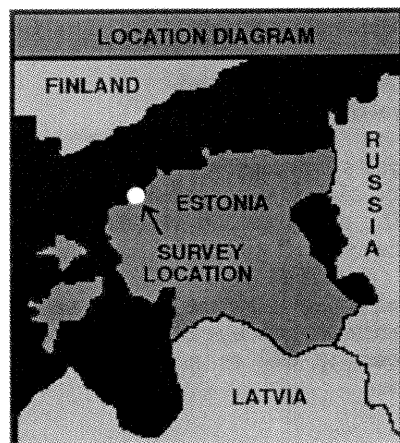 LOCATION DIAGRAM
FINLAND
RUSSIA
ESTONIA
SURVEY
LOCATION
LATVIA